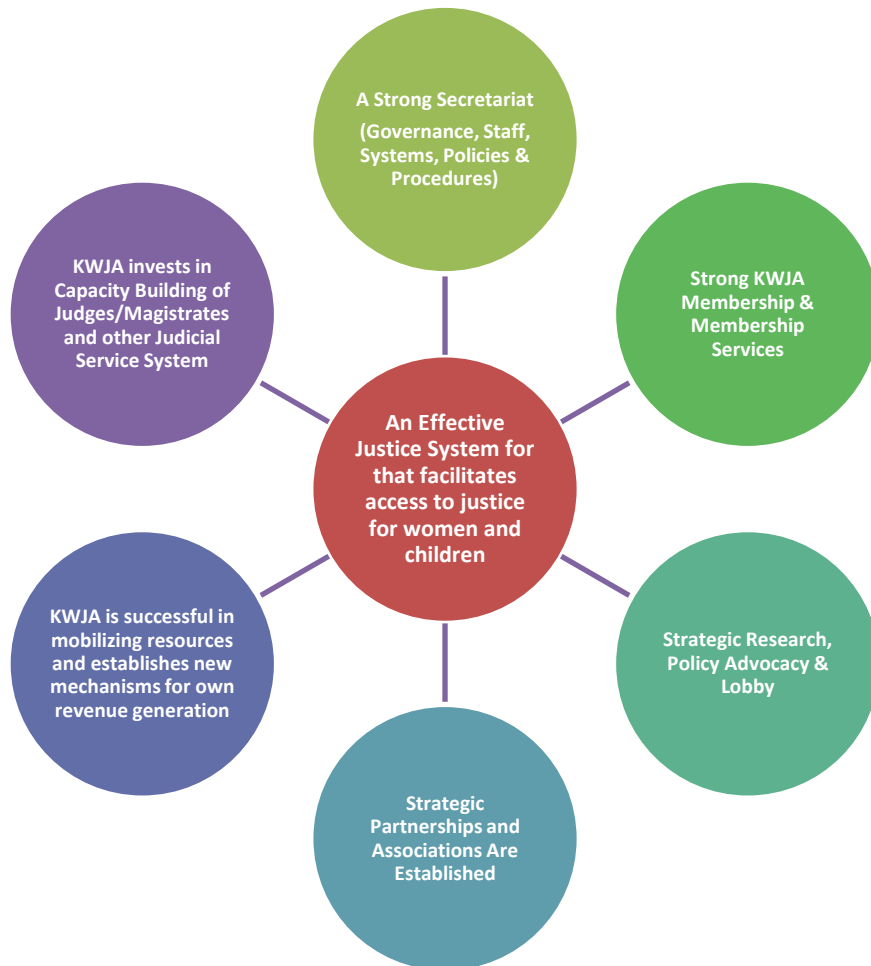 A Strong Secretariat
(Governance, Staff,
Systems, Policies &
Procedures)
Strong KWJA
Membership &
Membership
Services
Strategic Research,
Policy Advocacy &
Lobby
Strategic
Partnerships and
Associations Are
Established
KWJA is successful in
mobilizing resources
and establishes new
mechanisms for own
revenue generation
KWJA invests in
Capacity Building of
Judges/Magistrates
and other Judicial
Service System
An Effective
Justice System for
that facilitates
access to justice
for women and
children